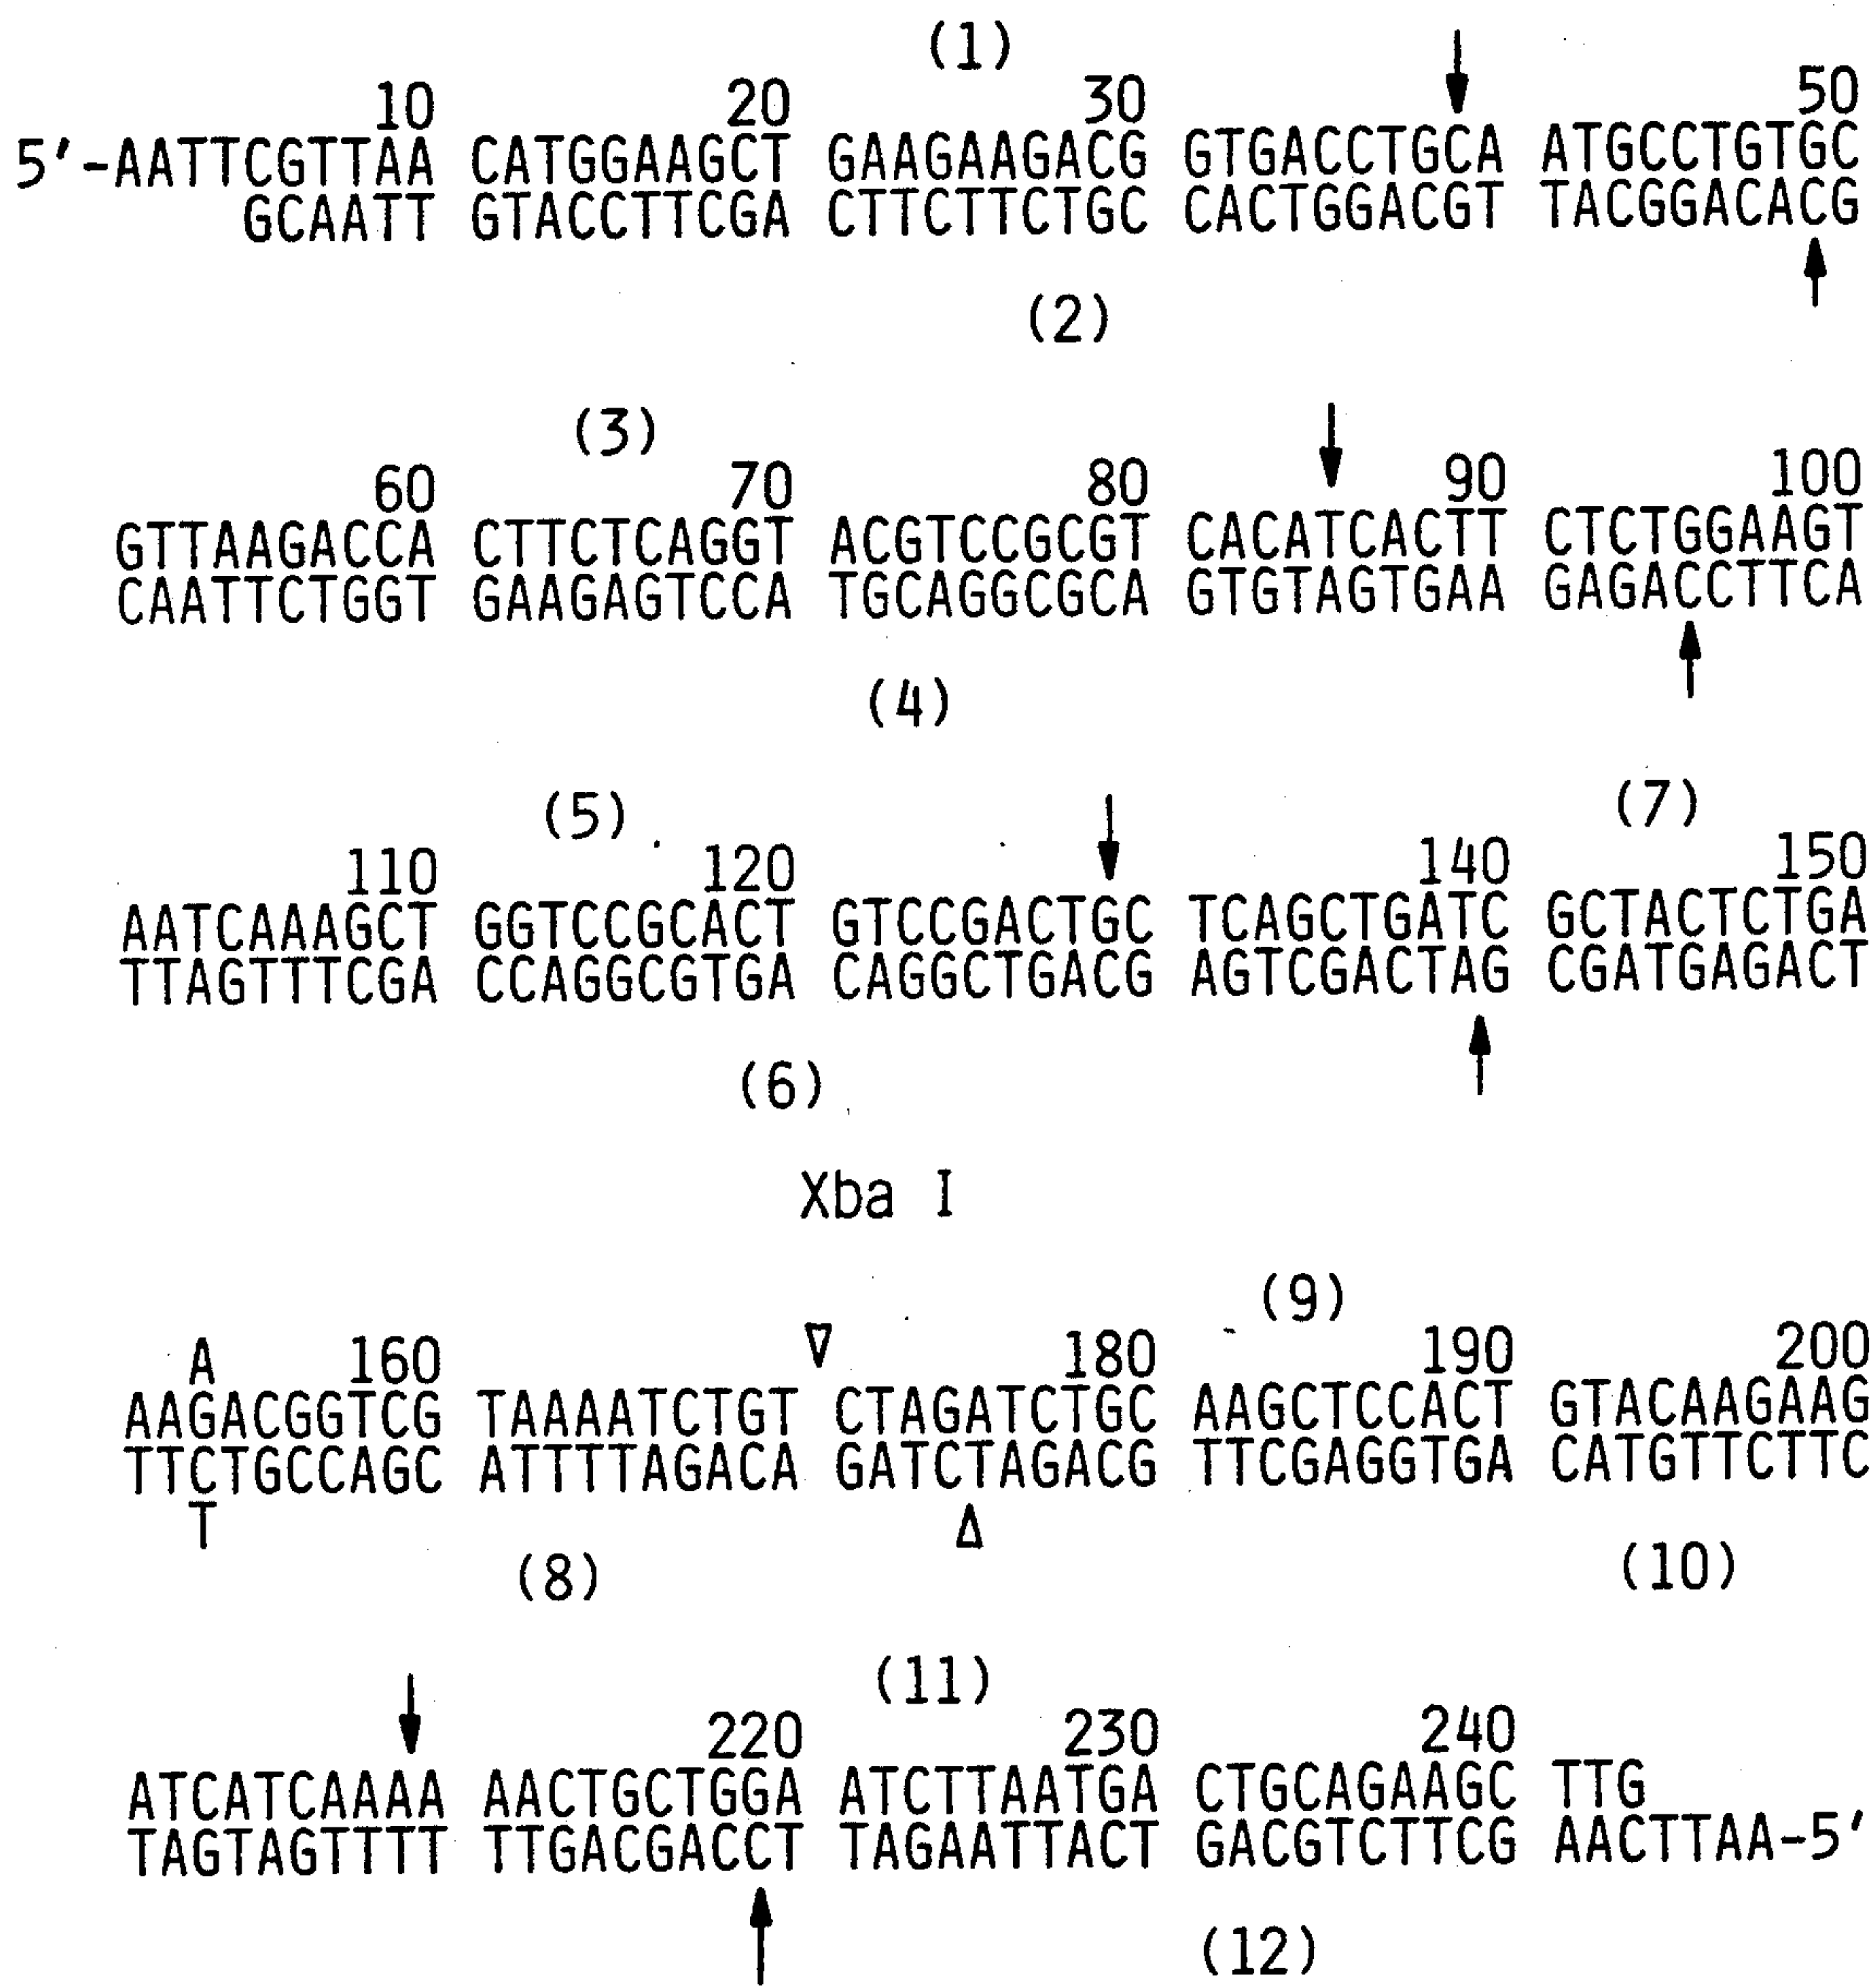 (1)
10 20 30 50
5'-AATTCGTTAA CATGGAAGCT GAAGAAGACG GTGACCTGCA ATGCCTGTGC
GCAATT GTACCTTCGA CTTCTTCTGC CACTGGACGT TACGGACACG
(2)
(3)
60 70 80 90 100
GTTAAGACCA CTTCTCAGGT ACGTCCGCGT CACATCACTT CTCTGGAAGT
CAATTCTGGT GAAGAGTCCA TGCAGGCGCA GTGTAGTGAA GAGACCTTCA
(4)
(5) (7)
110 120 140 150
AATCAAAGCT GGTCCGCACT GTCCGACTGC TCAGCTGATC GCTACTCTGA
TTAGTTTCGA CCAGGCGTGA CAGGCTGACG AGTCGACTAG CGATGAGACT
(6)
Xba I
(9)
A 160 180 190 200
AAGACGGTCG TAAAATCTGT CTAGATCTGC AAGCTCCACT GTACAAGAAG
TTCTGCCAGC ATTTTAGACA GATCTAGACG TTCGAGGTGA CATGTTCTTC
T
(8) (10)
(11)
220 230 240
ATCATCAAAA AACTGCTGGA ATCTTAATGA CTGCAGAAGC TTG
TAGTAGTTTT TTGACGACCT TAGAATTACT GACGTCTTCG AACTTAA-5'
(12)